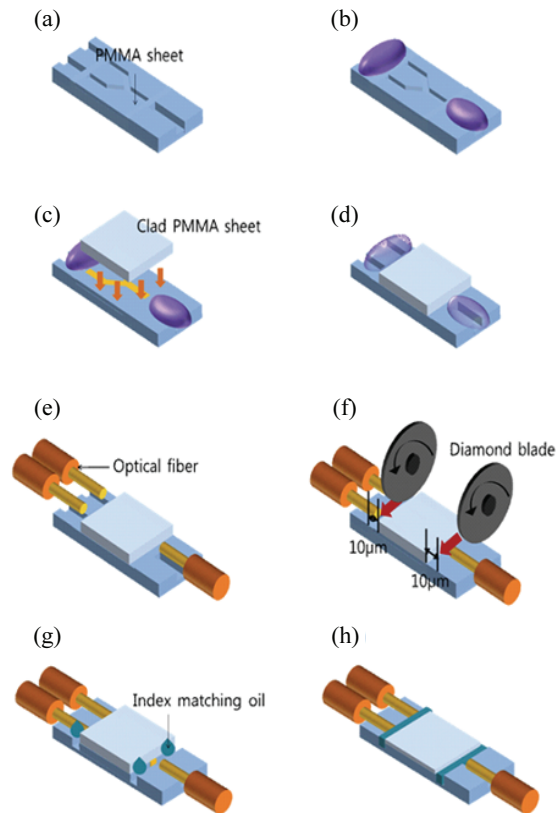 (a)
PMMA sheet
(b)
(c)
Clad PMMA sheet
(d)
(e)
Optical fiber
(f)
Diamond blade
10μm
10μm
(g)
Index matching oil
(h)